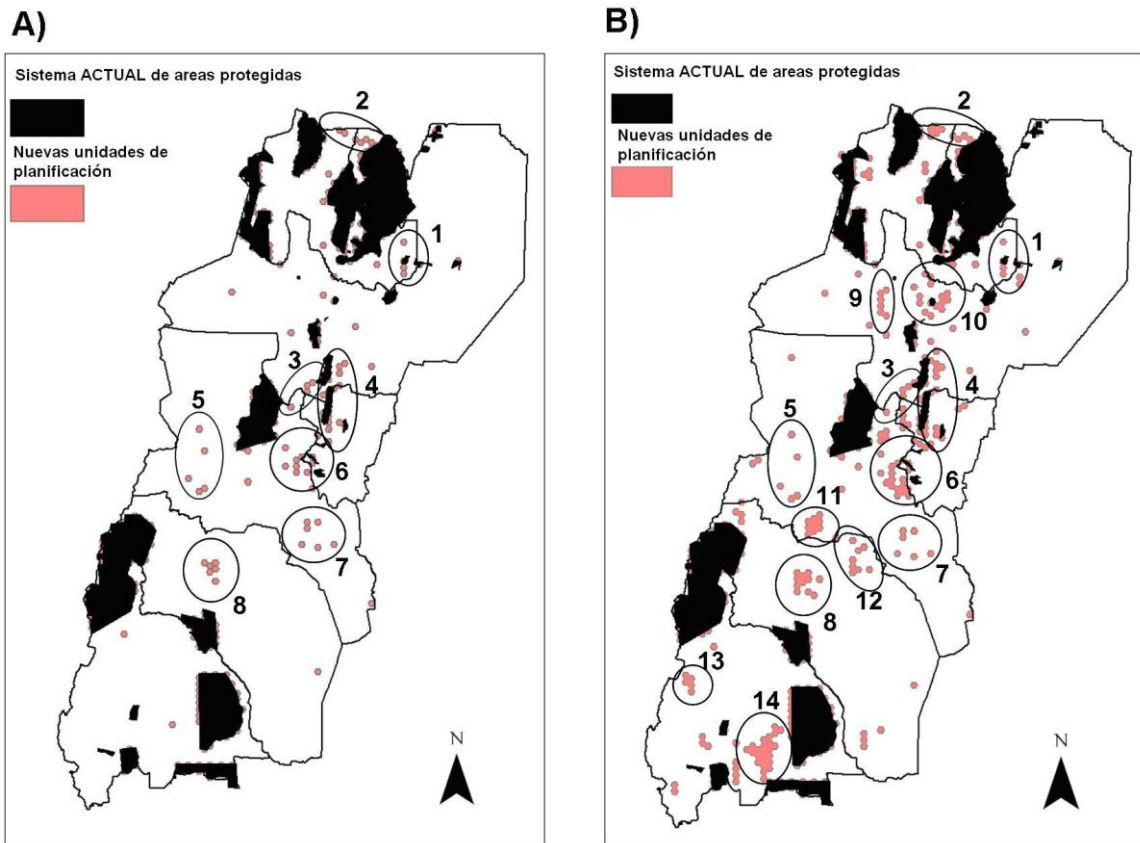 A)
Sistema ACTUAL de areas protegidas
Nuevas unidades de
planificación
2
1
3
4
5
6
7
8
N
B)
Sistema ACTUAL de areas protegidas
Nuevas unidades de
planificación
2
1
9
10
3
4
5
6
11
7
12
8
13
14
N